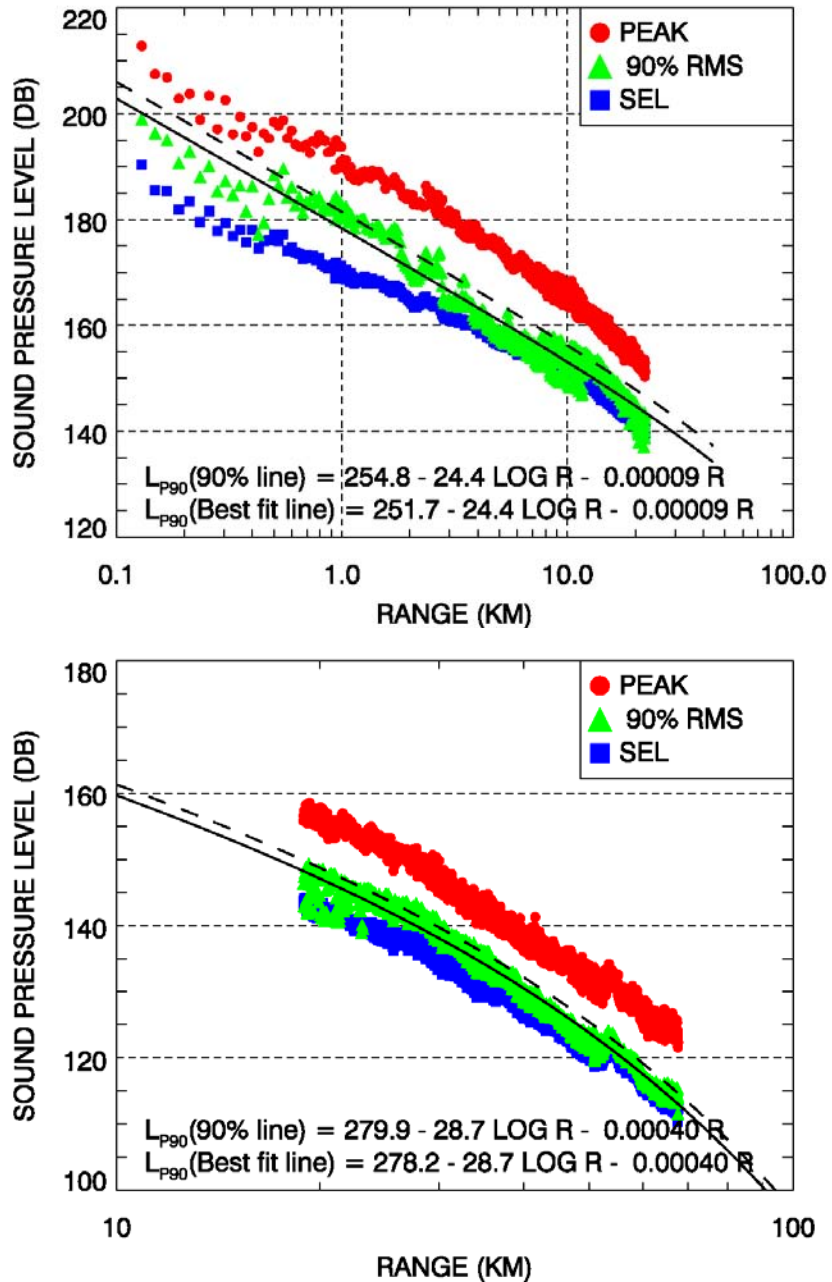 220
200
180
160
140
120
SOUND PRESSURE LEVEL (DB)
PEAK
90% RMS
SEL
L_P90(90% line) = 254.8 - 24.4 LOG R - 0.00009 R
L_P90(Best fit line) = 251.7 - 24.4 LOG R - 0.00009 R
0.1 1.0 10.0 100.0
RANGE (KM)
180
160
140
120
100
SOUND PRESSURE LEVEL (DB)
PEAK
90% RMS
SEL
L_P90(90% line) = 279.9 - 28.7 LOG R - 0.00040 R
L_P90(Best fit line) = 278.2 - 28.7 LOG R - 0.00040 R
10 100
RANGE (KM)